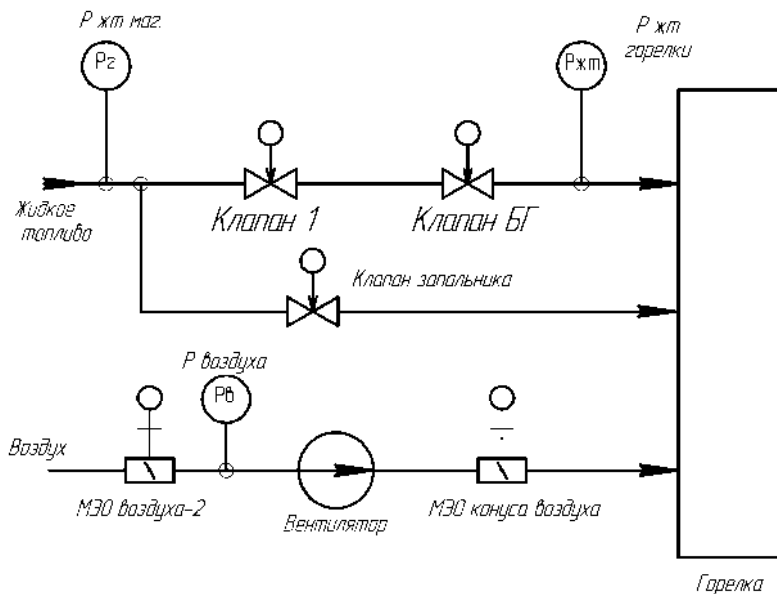 Р жт маг.
Рг
Р жт
горелки
Ржт
Жидкое
топливо
Клапан 1
Клапан БГ
Клапан запальника
Р воздуха
Рв
Воздух
МЭО воздуха-2
Вентилятор
МЭО конуса воздуха
Горелка